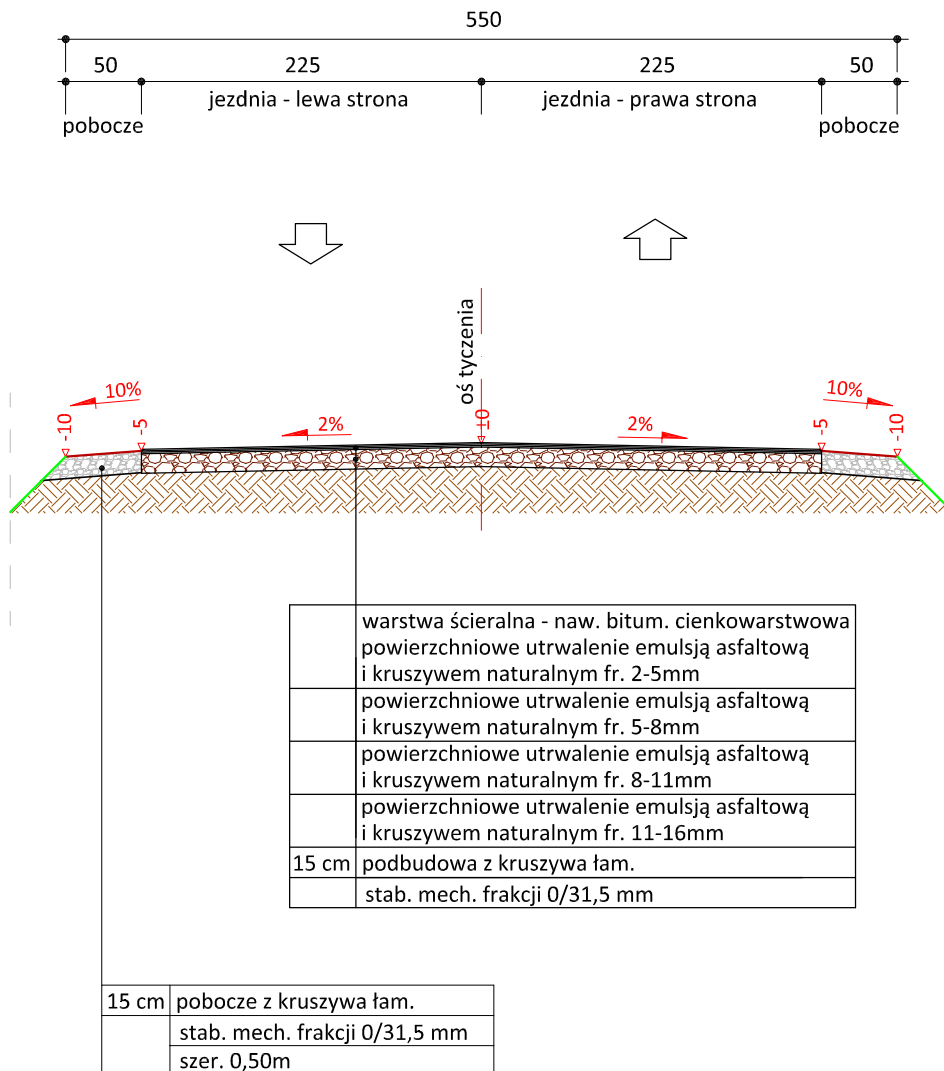 550
50 225 225 50
jezdnia - lewa strona jezdnia - prawa strona
pobocze pobocze
oś tyczenia
10% 10%
-10 -5 2% ±0 2% -5 -10
warstwa ścieralna - naw. bitum. cienkowarstwowa
powierzchniowe utrwalenie emulsją asfaltową
i kruszywem naturalnym fr. 2-5mm
powierzchniowe utrwalenie emulsją asfaltową
i kruszywem naturalnym fr. 5-8mm
powierzchniowe utrwalenie emulsją asfaltową
i kruszywem naturalnym fr. 8-11mm
powierzchniowe utrwalenie emulsją asfaltową
i kruszywem naturalnym fr. 11-16mm
15 cm podbudowa z kruszywa łam.
stab. mech. frakcji 0/31,5 mm
15 cm pobocze z kruszywa łam.
stab. mech. frakcji 0/31,5 mm
szer. 0,50m